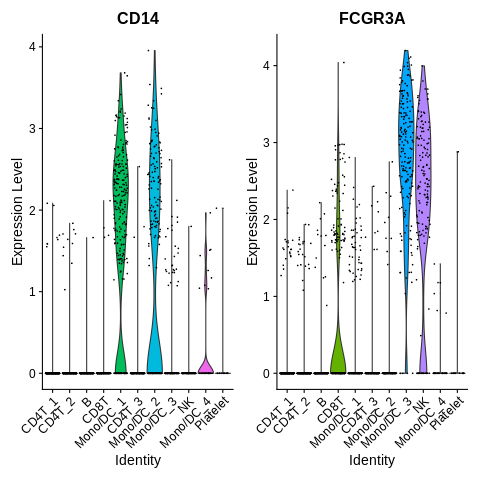 CD14
FCGR3A
Expression Level
4
3
2
1
0
CD4T_1
CD4T_2
B
CD8T
Mono/DC_1
CD4T_3
Mono/DC_2
Mono/DC_3
NK
Mono/DC_4
Platelet
Identity
Expression Level
4
3
2
1
0
CD4T_1
CD4T_2
B
CD8T
Mono/DC_1
CD4T_3
Mono/DC_2
Mono/DC_3
NK
Mono/DC_4
Platelet
Identity